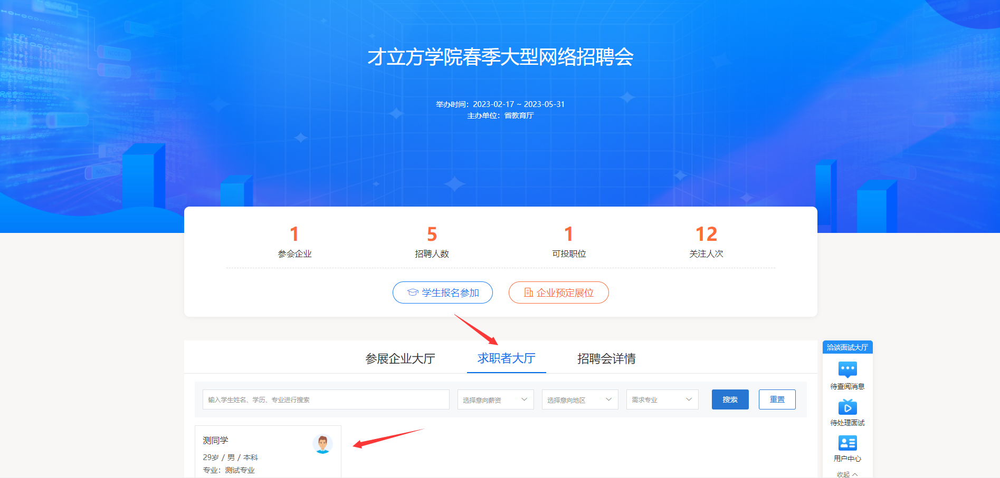 才立方学院春季大型网络招聘会
举办时间：2023-02-17 ~ 2023-05-31
主办单位：省教育厅
1 5 1 12
参会企业 招聘人数 可投职位 关注人次
学生报名参加 企业预定展位
参展企业大厅 求职者大厅 招聘会详情
输入学生姓名、学历、专业进行搜索 选择意向薪资 选择意向地区 需求专业 搜索 重置
测同学
29岁 / 男 / 本科
专业：测试专业
洽谈面试大厅
待查阅消息
待处理面试
用户中心
收起